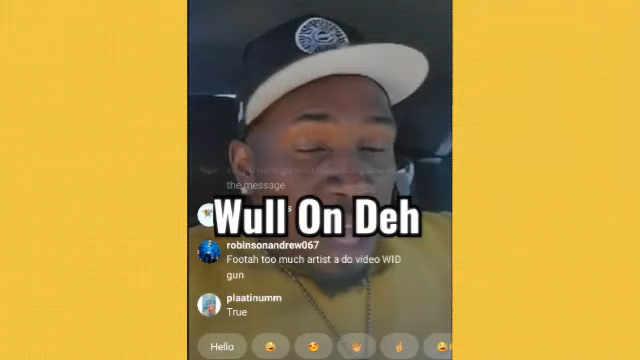 the message
Wull On Deh
robinsonandrew067
Footah too much artist a do video WID
gun
plaatinumm
True
Hello